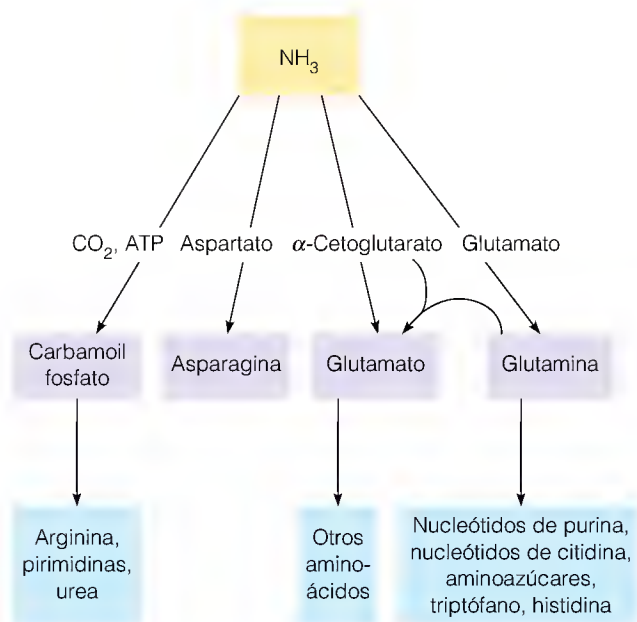 NH3
CO2, ATP Aspartato α-Cetoglutarato Glutamato
Carbamoil
fosfato
Asparagina
Glutamato
Glutamina
Arginina,
pirimidinas,
urea
Otros
amino-
ácidos
Nucleótidos de purina,
nucleótidos de citidina,
aminoazúcares,
triptófano, histidina